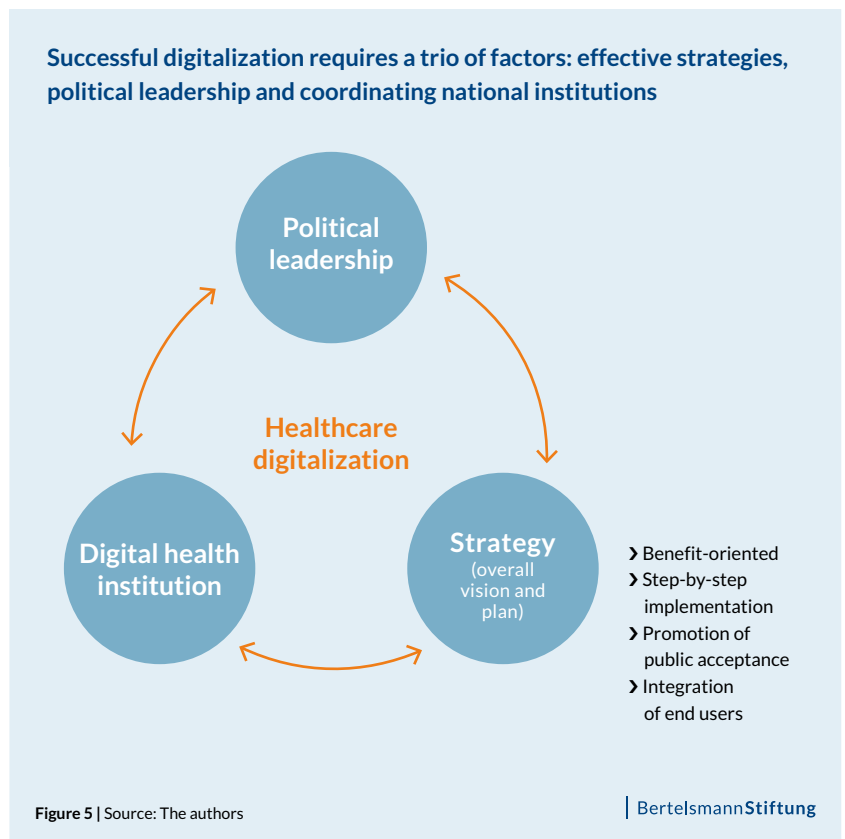 Successful digitalization requires a trio of factors: effective strategies,
political leadership and coordinating national institutions
Political
leadership
Healthcare
digitalization
Digital health
institution
Strategy
(overall
vision and
plan)
❯ Benefit-oriented
❯ Step-by-step
implementation
❯ Promotion of
public acceptance
❯ Integration
of end users
Figure 5 | Source: The authors
BertelsmannStiftung